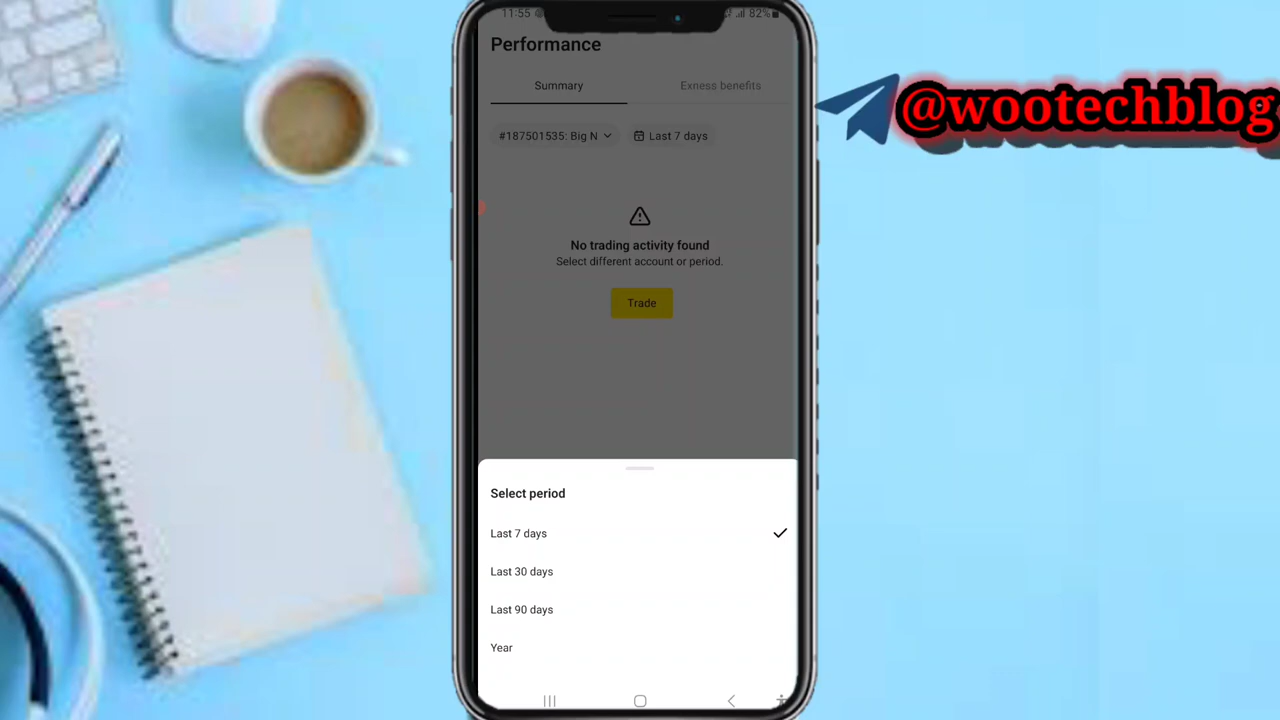 11:55
82%
Performance
Summary
Exness benefits
#187501535: Big N
Last 7 days
No trading activity found
Select different account or period.
Trade
Select period
Last 7 days
Last 30 days
Last 90 days
Year
@wootechblog